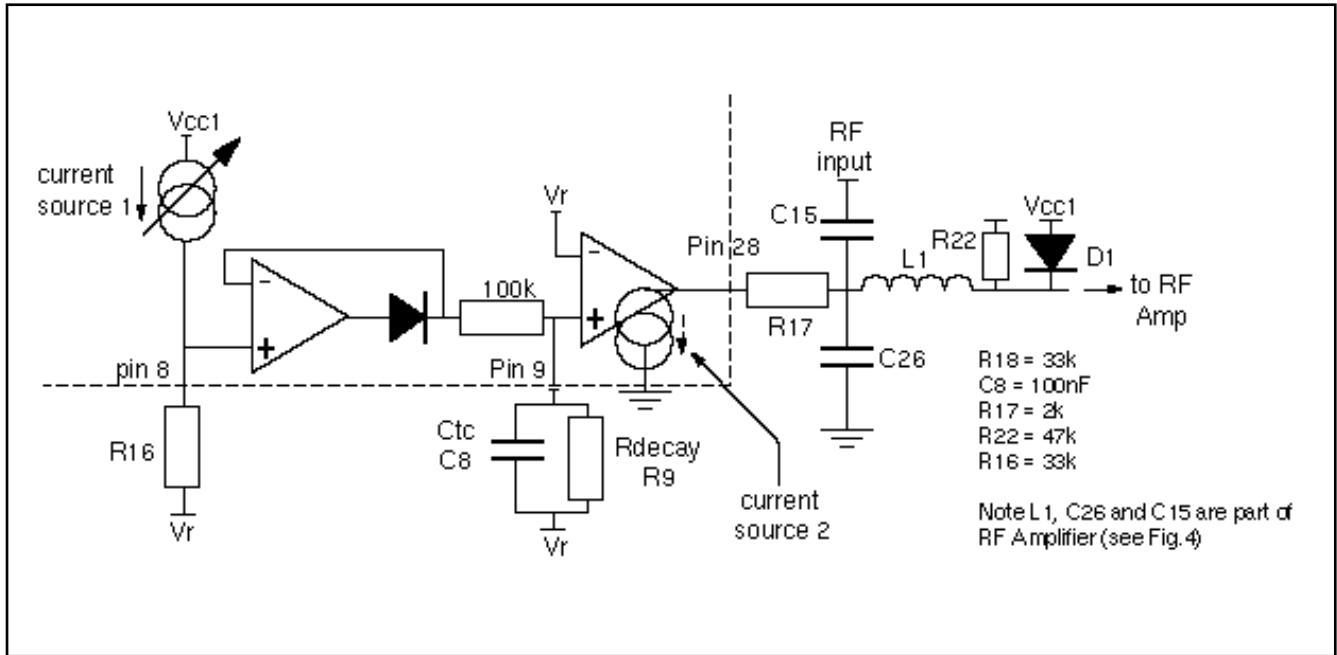 Vcc1
current
source 1
pin 8
R16
Vr
-
+
100k
Pin 9
Ctc
C8
Rdecay
R9
Vr
Vr
-
+
current
source 2
Pin 28
R17
RF
input
C15
C26
L1
R22
Vcc1
D1
to RF
Amp
R18 = 33k
C8 = 100nF
R17 = 2k
R22 = 47k
R16 = 33k
Note L1, C26 and C15 are part of
RF Amplifier (see Fig.4)